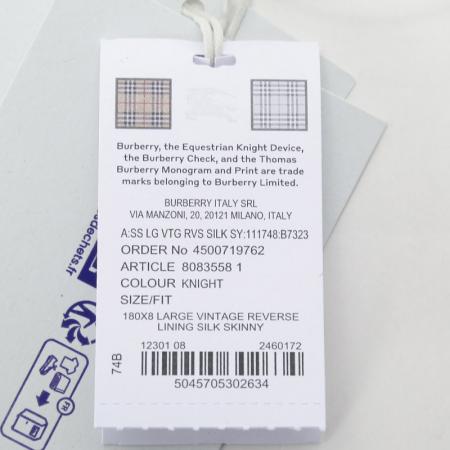 Burberry, the Equestrian Knight Device,
the Burberry Check, and the Thomas
Burberry Monogram and Print are trade
marks belonging to Burberry Limited.
BURBERRY ITALY SRL
VIA MANZONI, 20, 20121 MILANO, ITALY
A:SS LG VTG RVS SILK SY:111748:B7323
ORDER No 4500719762
ARTICLE 8083558 1
COLOUR KNIGHT
SIZE/FIT
180X8 LARGE VINTAGE REVERSE
LINING SILK SKINNY
12301 08 2460172
74B
5045705302634
dechets.fr
FR